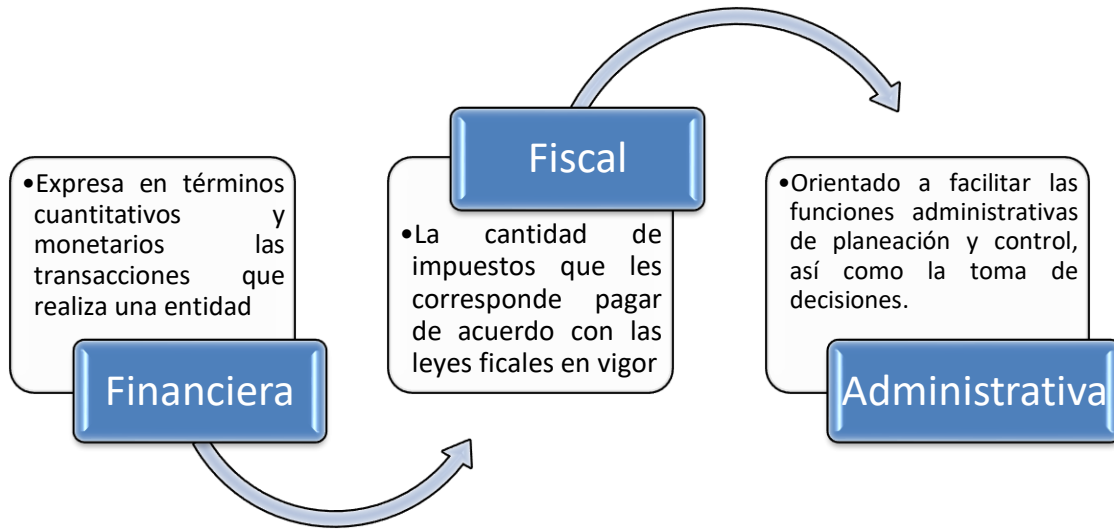 •Expresa en términos
cuantitativos y
monetarios las
transacciones que
realiza una entidad
Financiera
Fiscal
•La cantidad de
impuestos que les
corresponde pagar
de acuerdo con las
leyes ficales en vigor
•Orientado a facilitar las
funciones administrativas
de planeación y control,
así como la toma de
decisiones.
Administrativa